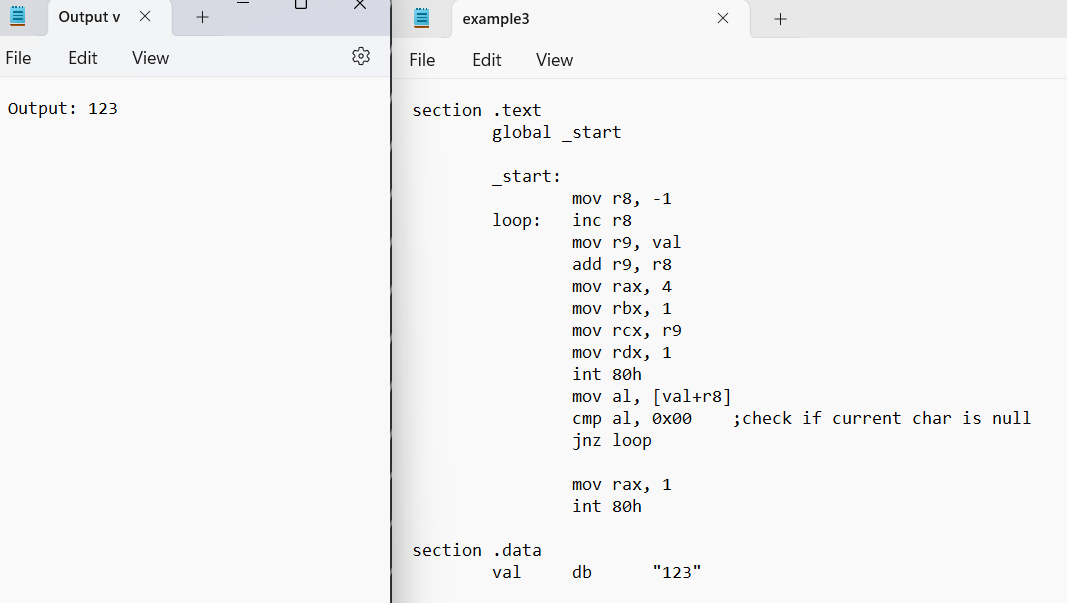 Output v
File Edit View
Output: 123
example3
File Edit View
section .text
global _start
_start:
mov r8, -1
loop: inc r8
mov r9, val
add r9, r8
mov rax, 4
mov rbx, 1
mov rcx, r9
mov rdx, 1
int 80h
mov al, [val+r8]
cmp al, 0x00 ;check if current char is null
jnz loop
mov rax, 1
int 80h
section .data
val db "123"